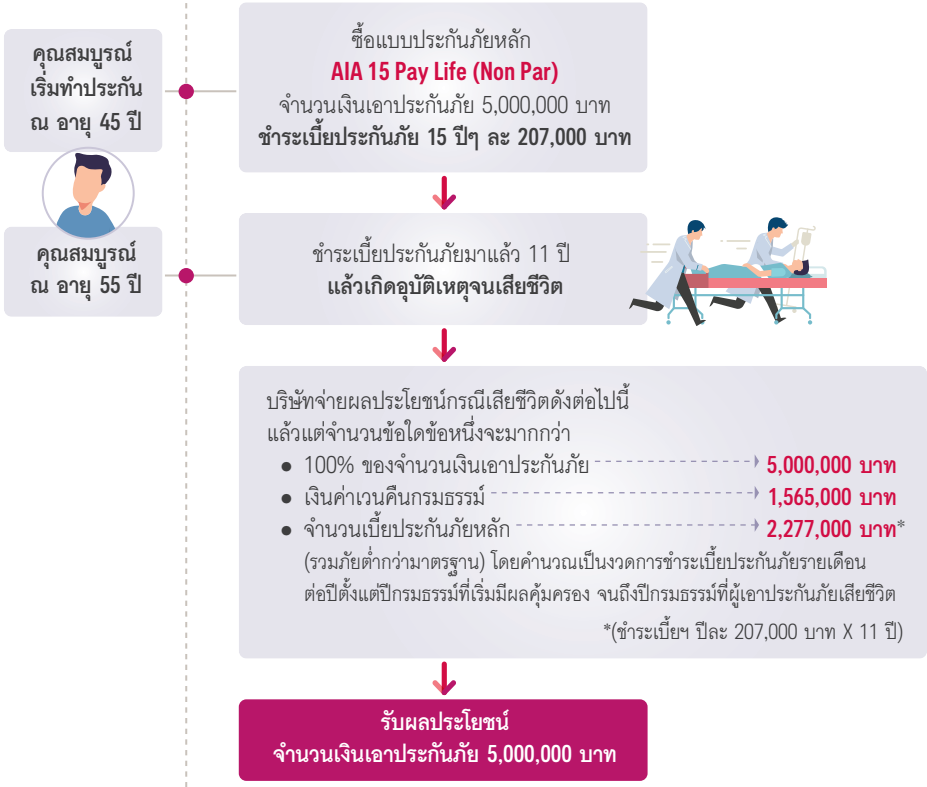 คุณสมบูรณ์
เริ่มทำประกัน
ณ อายุ 45 ปี
ซื้อแบบประกันภัยหลัก
AIA 15 Pay Life (Non Par)
จำนวนเงินเอาประกันภัย 5,000,000 บาท
ชำระเบี้ยประกันภัย 15 ปีๆ ละ 207,000 บาท
คุณสมบูรณ์
ณ อายุ 55 ปี
ชำระเบี้ยประกันภัยมาแล้ว 11 ปี
แล้วเกิดอุบัติเหตุจนเสียชีวิต
บริษัทจ่ายผลประโยชน์กรณีเสียชีวิตดังต่อไปนี้
แล้วแต่จำนวนข้อใดข้อหนึ่งจะมากกว่า
● 100% ของจำนวนเงินเอาประกันภัย 5,000,000 บาท
● เงินค่าเวนคืนกรมธรรม์ 1,565,000 บาท
● จำนวนเบี้ยประกันภัยหลัก 2,277,000 บาท*
(รวมภัยต่ำกว่ามาตรฐาน) โดยคำนวณเป็นงวดการชำระเบี้ยประกันภัยรายเดือน
ต่อปีตั้งแต่ปีกรมธรรม์ที่เริ่มมีผลคุ้มครอง จนถึงปีกรมธรรม์ที่ผู้เอาประกันภัยเสียชีวิต
*(ชำระเบี้ยฯ ปีละ 207,000 บาท X 11 ปี)
รับผลประโยชน์
จำนวนเงินเอาประกันภัย 5,000,000 บาท